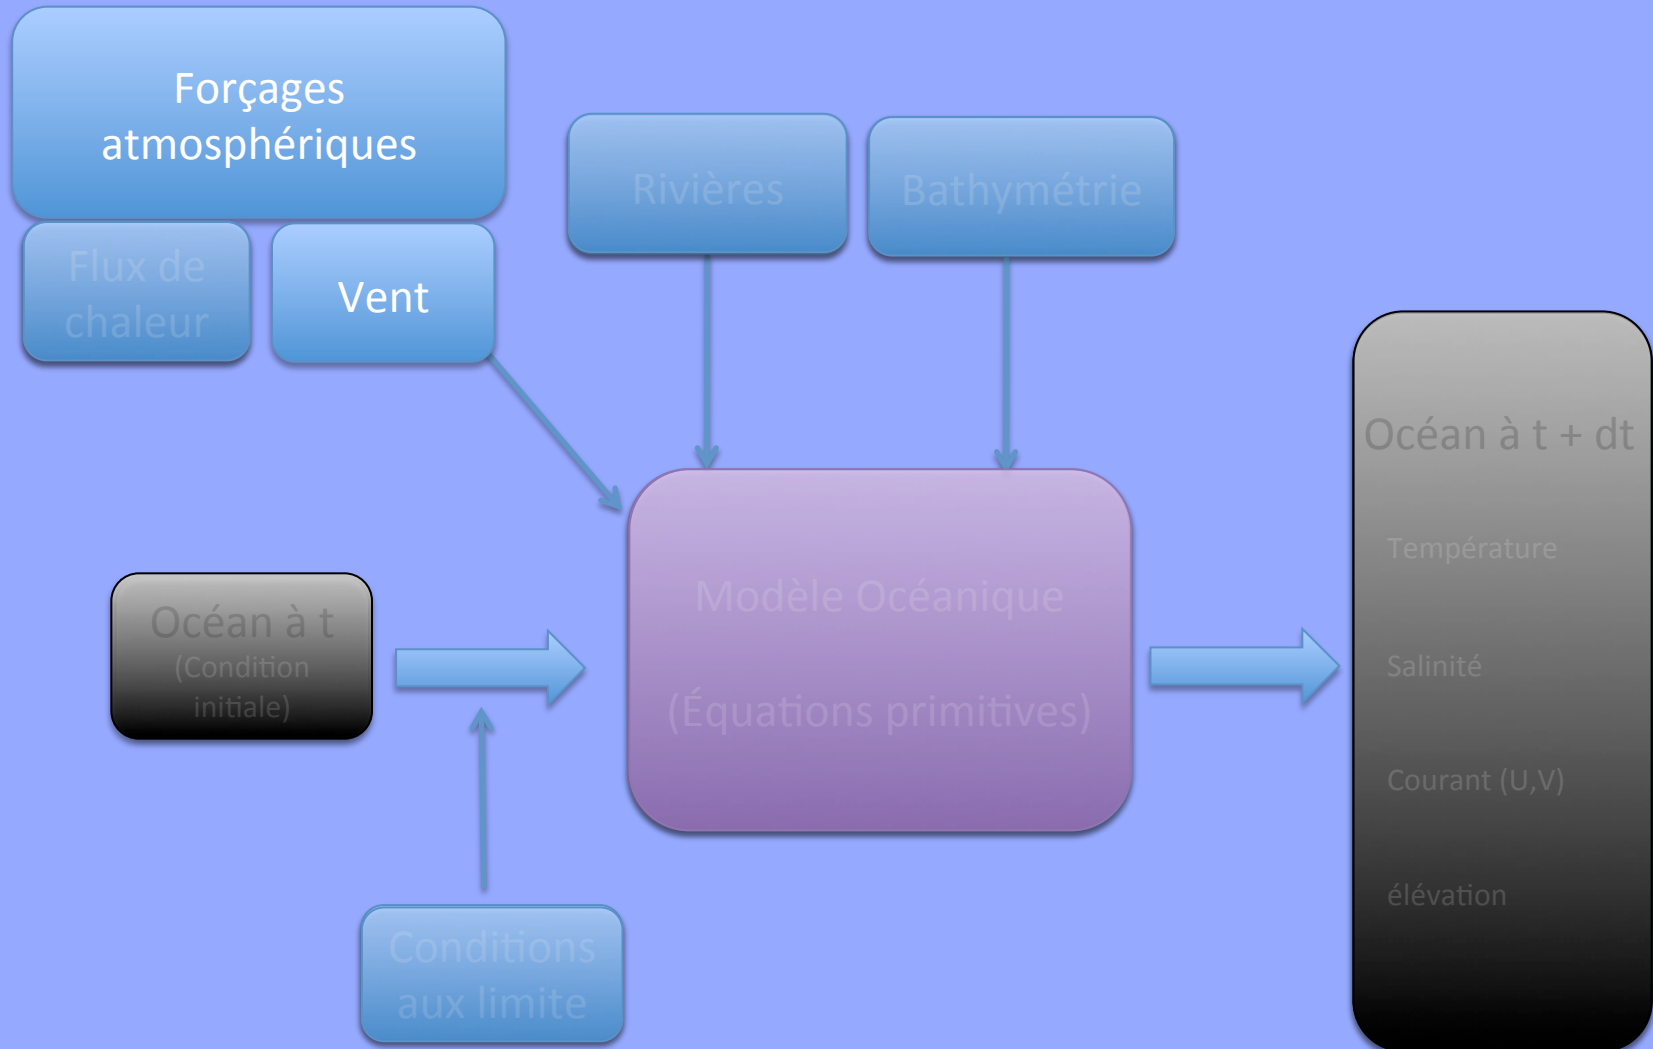 Forçages
atmosphériques
Flux de
chaleur
Vent
Rivières
Bathymétrie
Océan à t
(Condition
initiale)
Modèle Océanique
(Équations primitives)
Conditions
aux limite
Océan à t + dt
Température
Salinité
Courant (U,V)
élévation